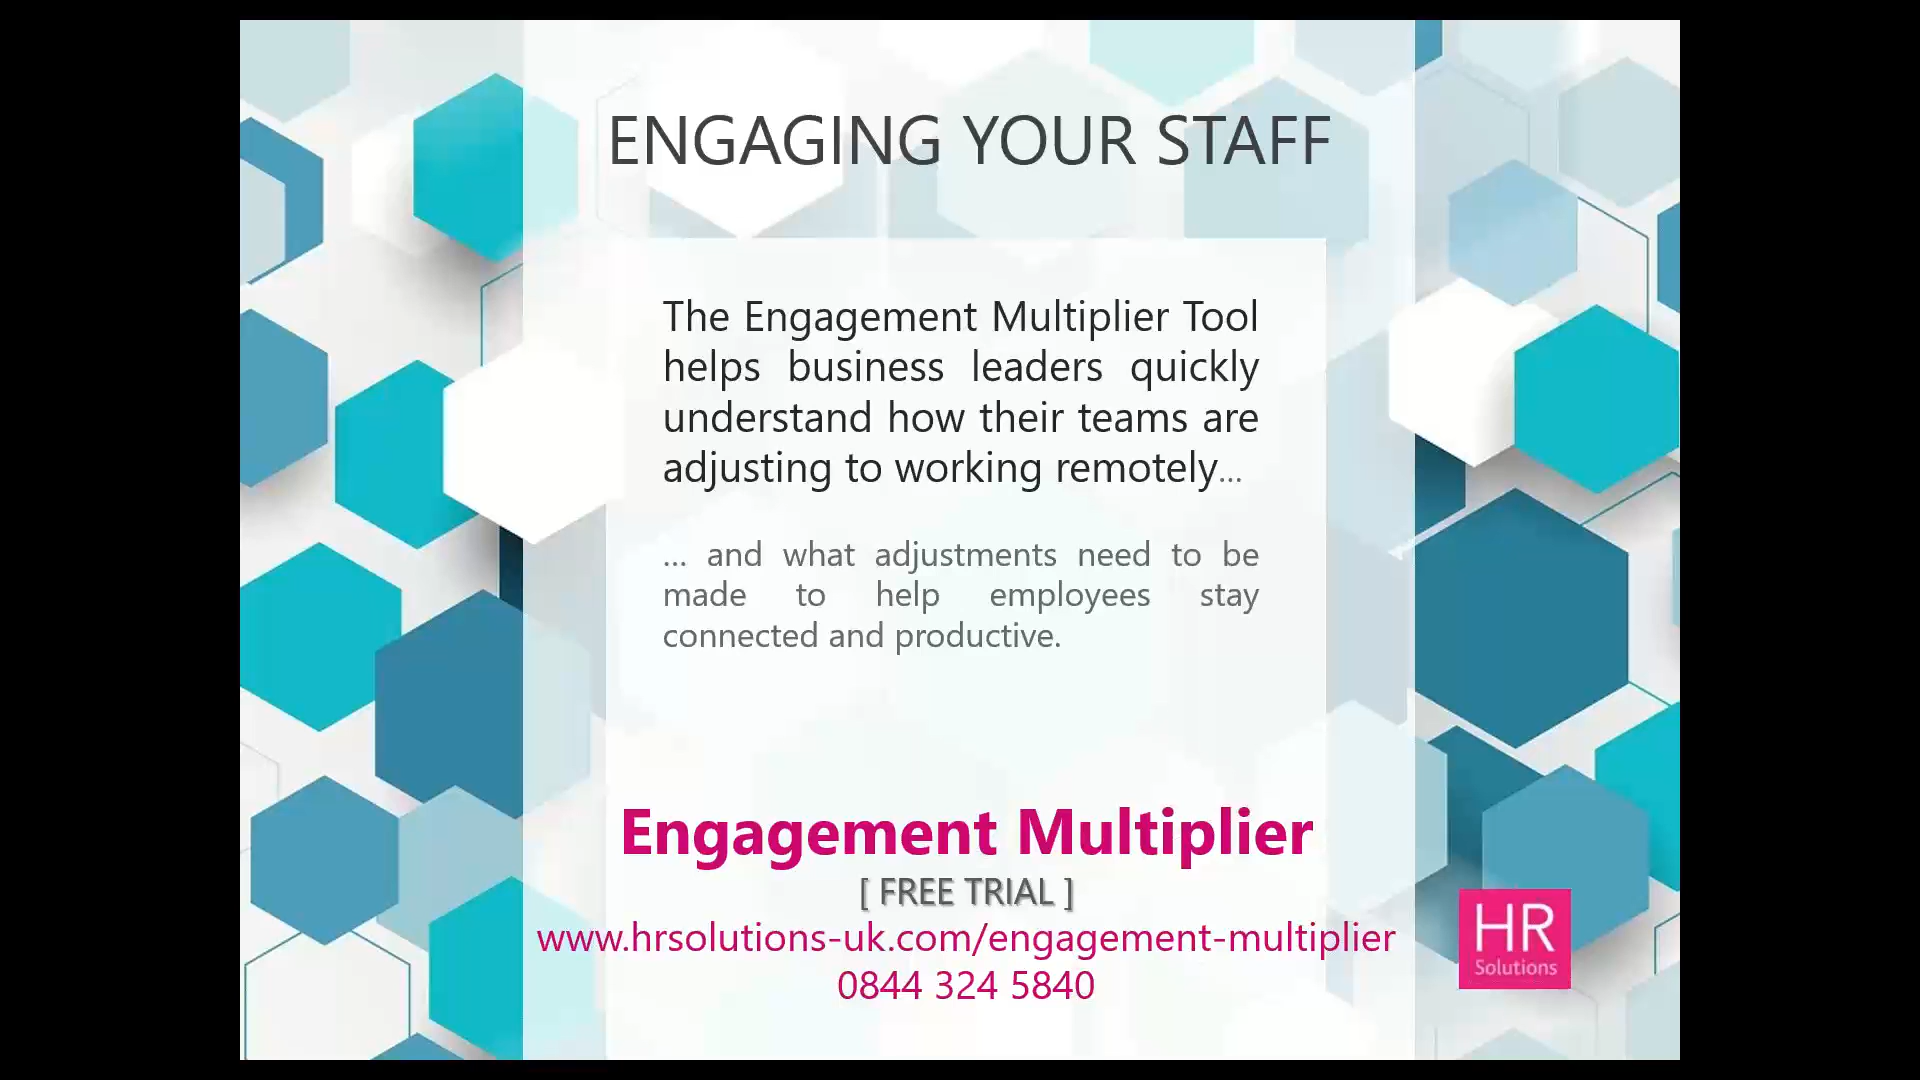 ENGAGING YOUR STAFF
The Engagement Multiplier Tool
helps business leaders quickly
understand how their teams are
adjusting to working remotely...
... and what adjustments need to be
made to help employees stay
connected and productive.
Engagement Multiplier
[ FREE TRIAL ]
www.hrsolutions-uk.com/engagement-multiplier
0844 324 5840
HR
Solutions